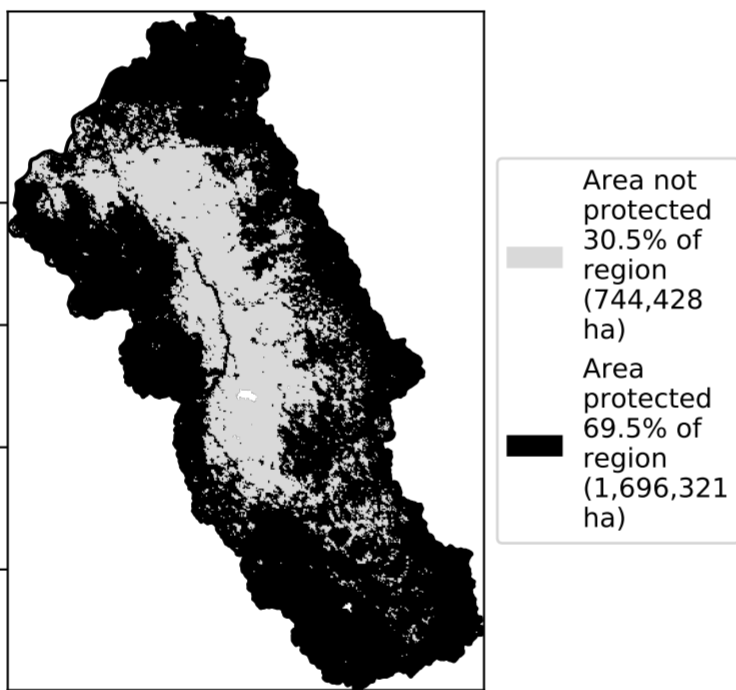 Area not
protected
30.5% of
region
(744,428
ha)
Area
protected
69.5% of
region
(1,696,321
ha)